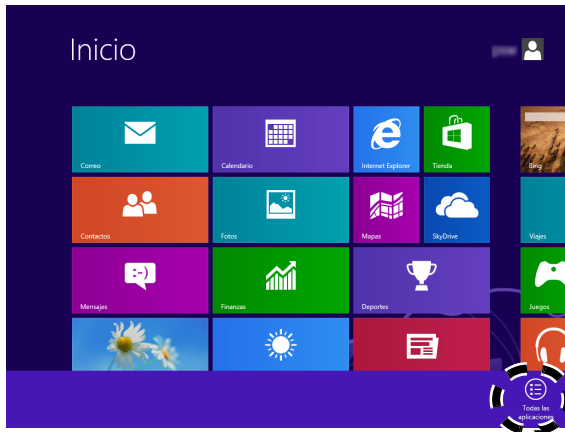 Inicio
Correo
Calendario
Internet Explorer
Tienda
Bing
Contactos
Fotos
Mapas
SkyDrive
Viajes
Mensajes
Finanzas
Deportes
Juegos
Todas las
aplicaciones